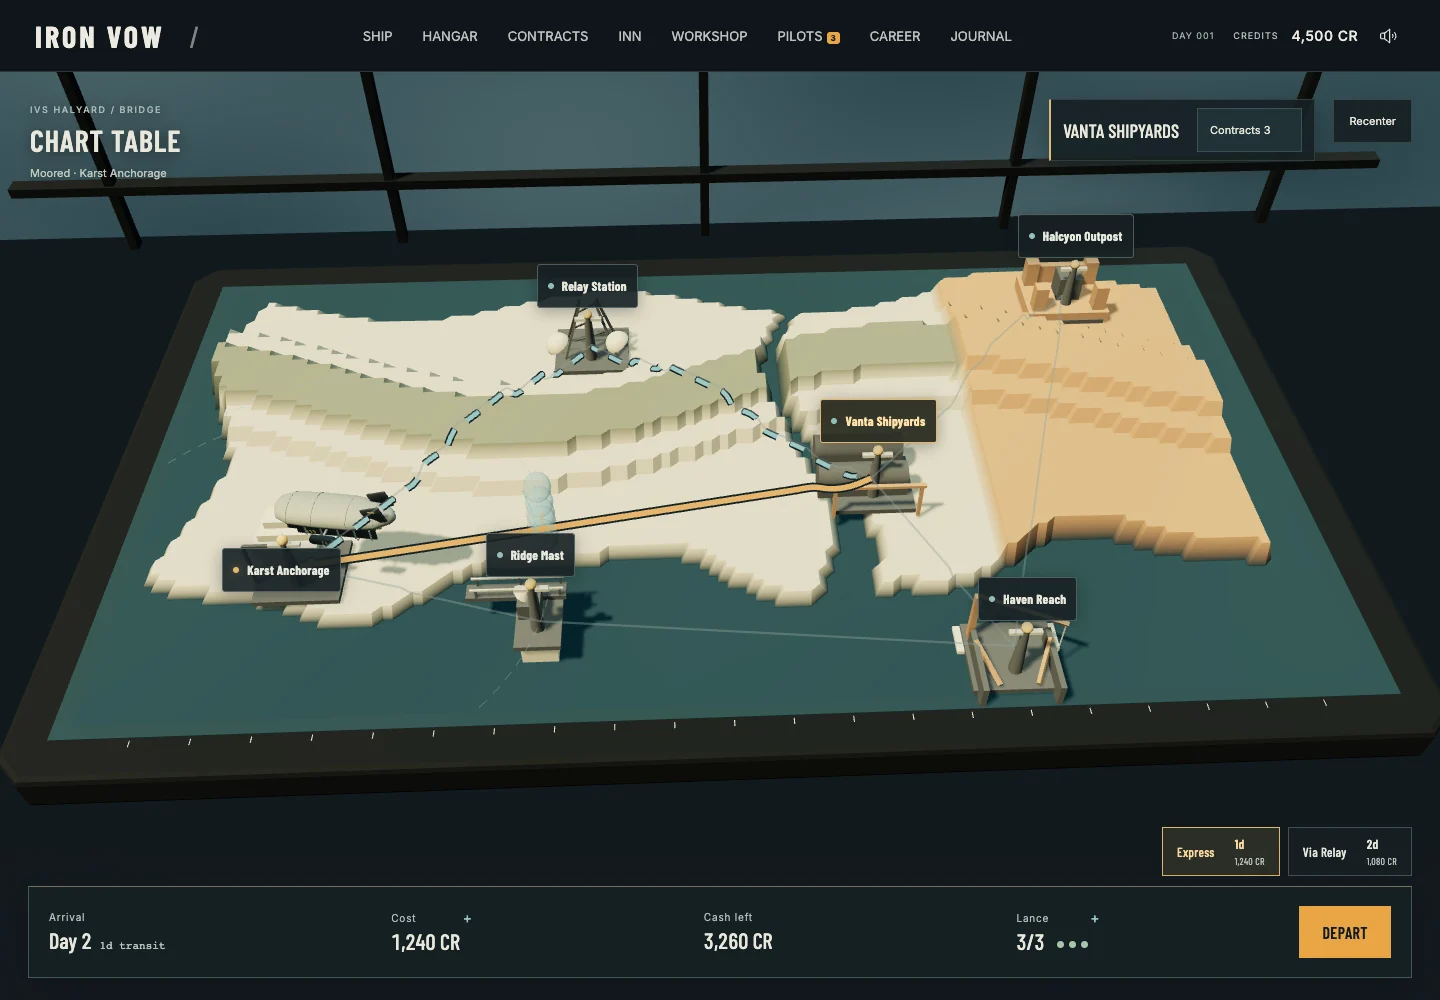 IRON VOW /
SHIP HANGAR CONTRACTS INN WORKSHOP PILOTS 3 CAREER JOURNAL
DAY 001 CREDITS 4,500 CR
IVS HALYARD / BRIDGE
CHART TABLE
Moored · Karst Anchorage
VANTA SHIPYARDS Contracts 3
Recenter
Halcyon Outpost
Relay Station
Vanta Shipyards
Ridge Mast
Karst Anchorage
Haven Reach
Express 1d 1,240 CR
Via Relay 2d 1,080 CR
Arrival
Day 2 1d transit
Cost +
1,240 CR
Cash left
3,260 CR
Lance +
3/3
DEPART